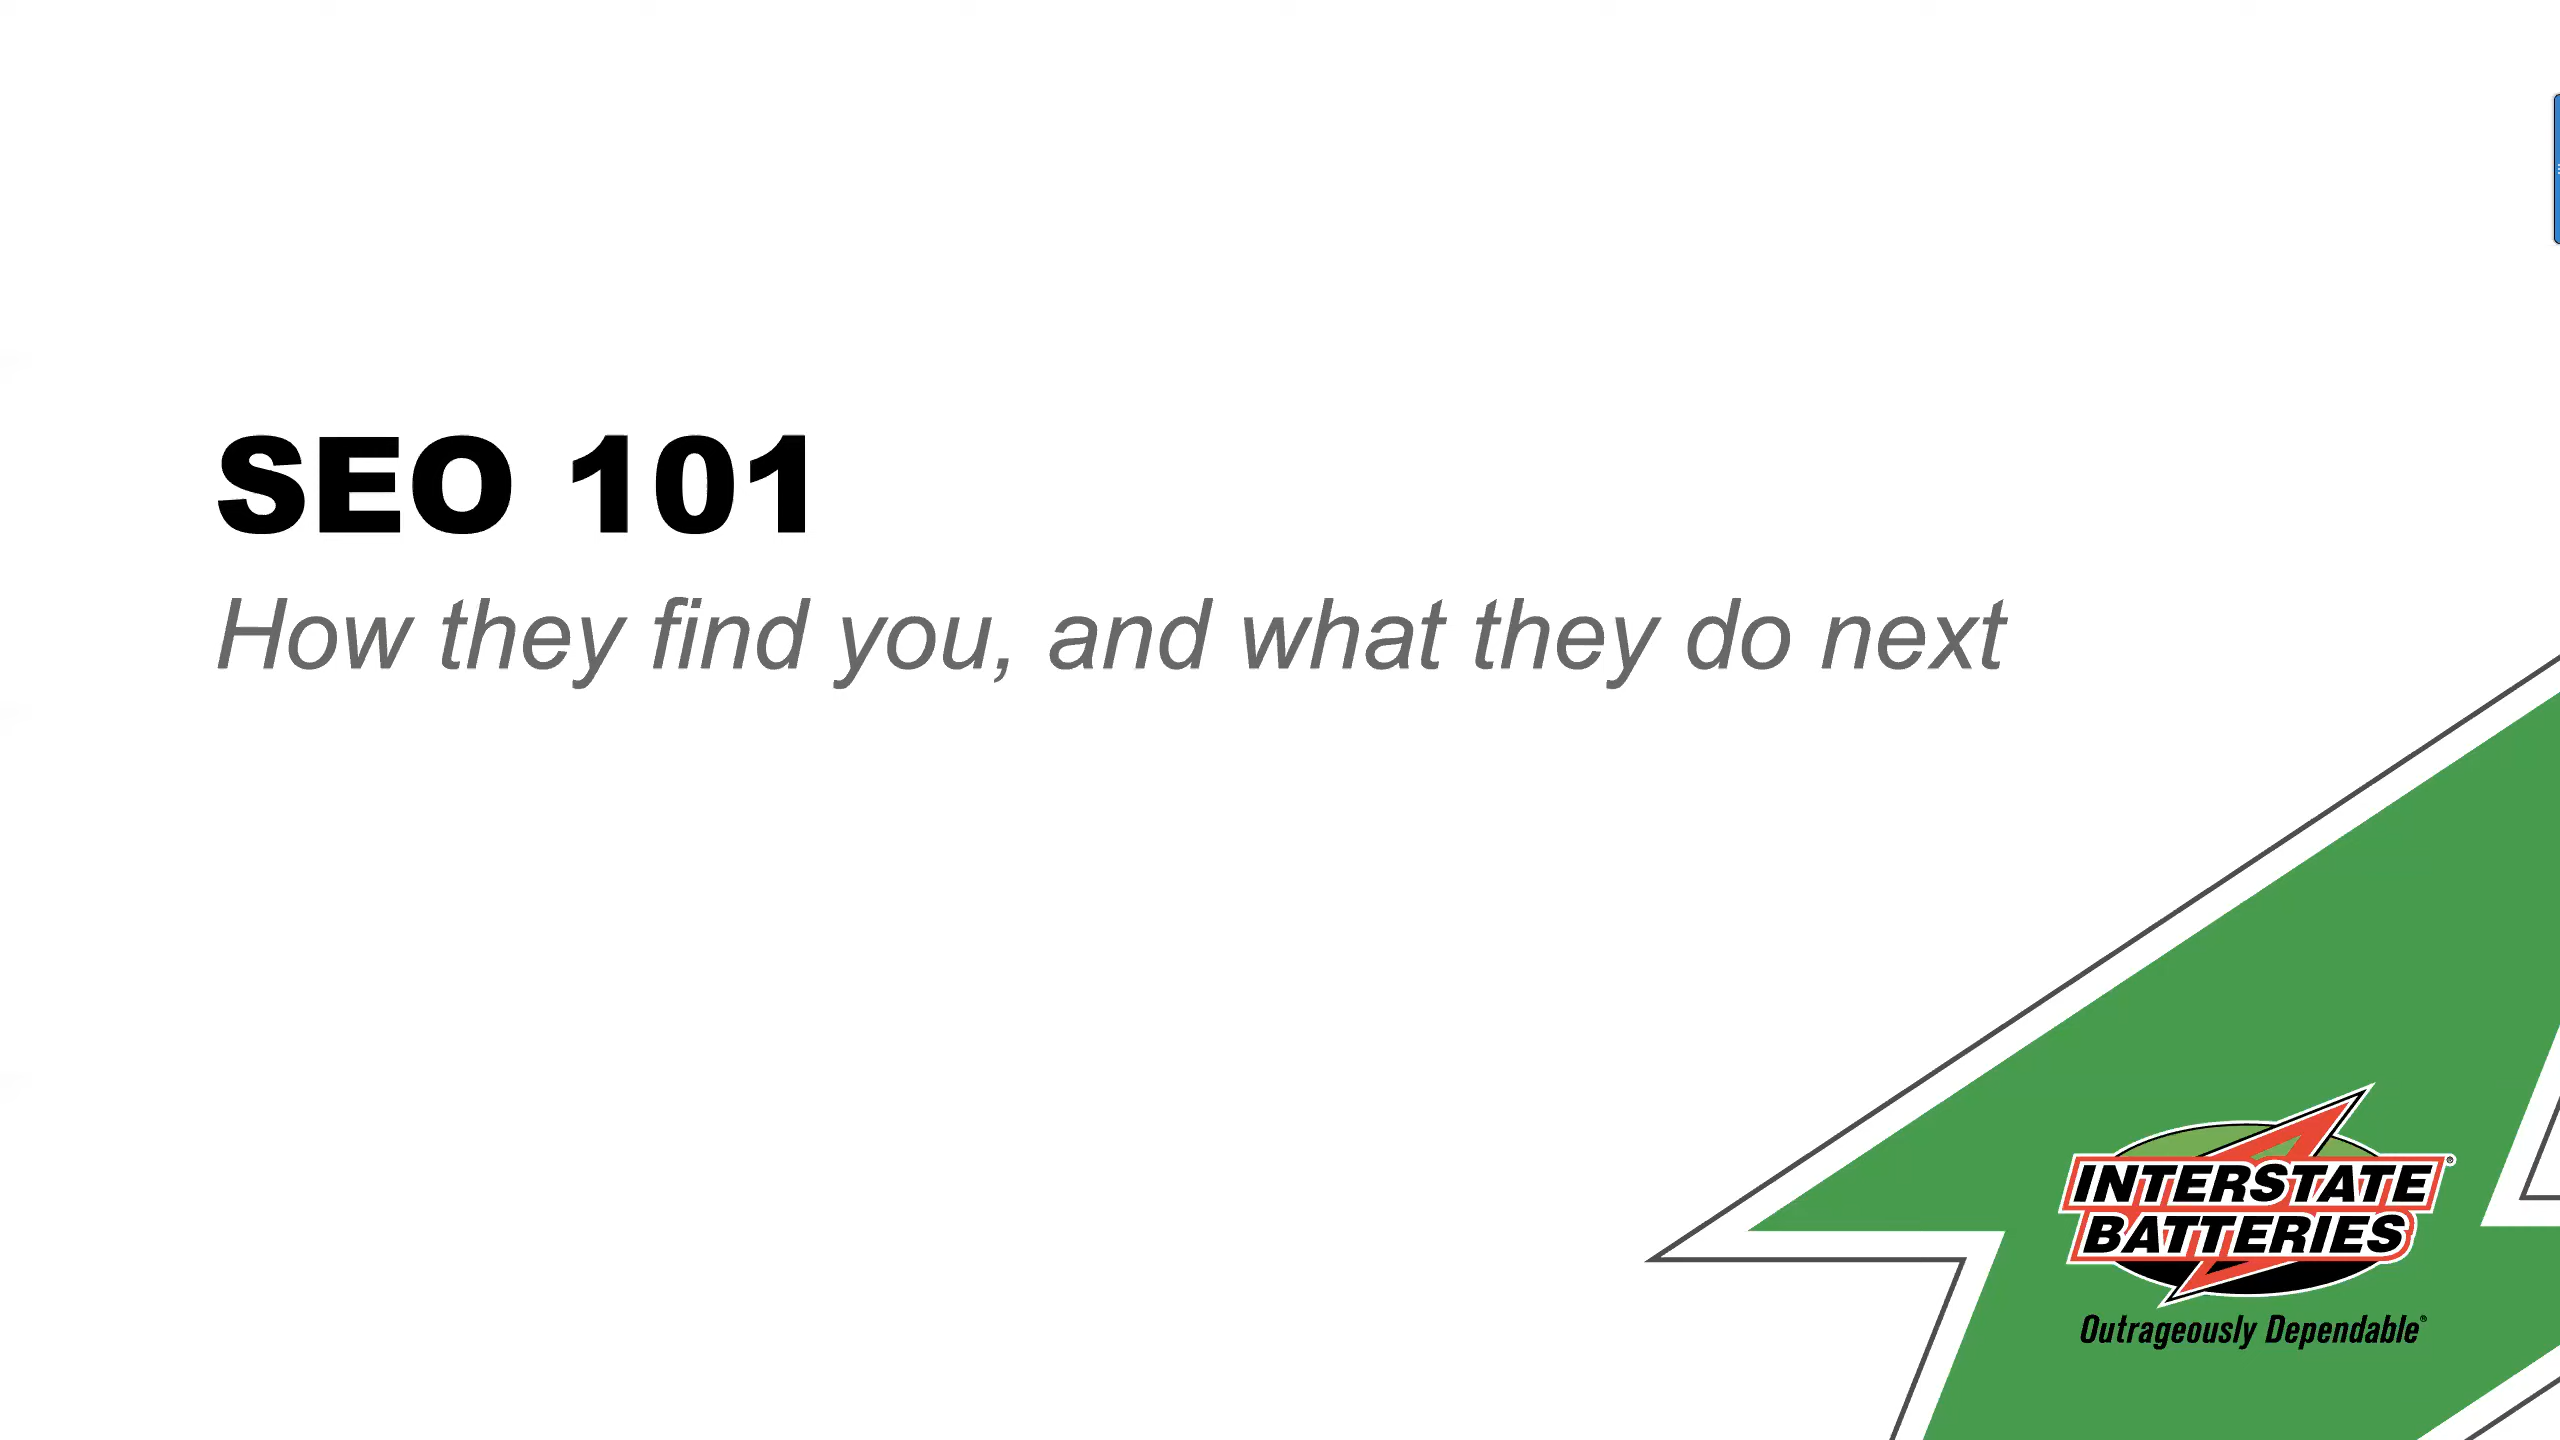 SEO 101
How they find you, and what they do next
INTERSTATE
BATTERIES®
Outrageously Dependable®